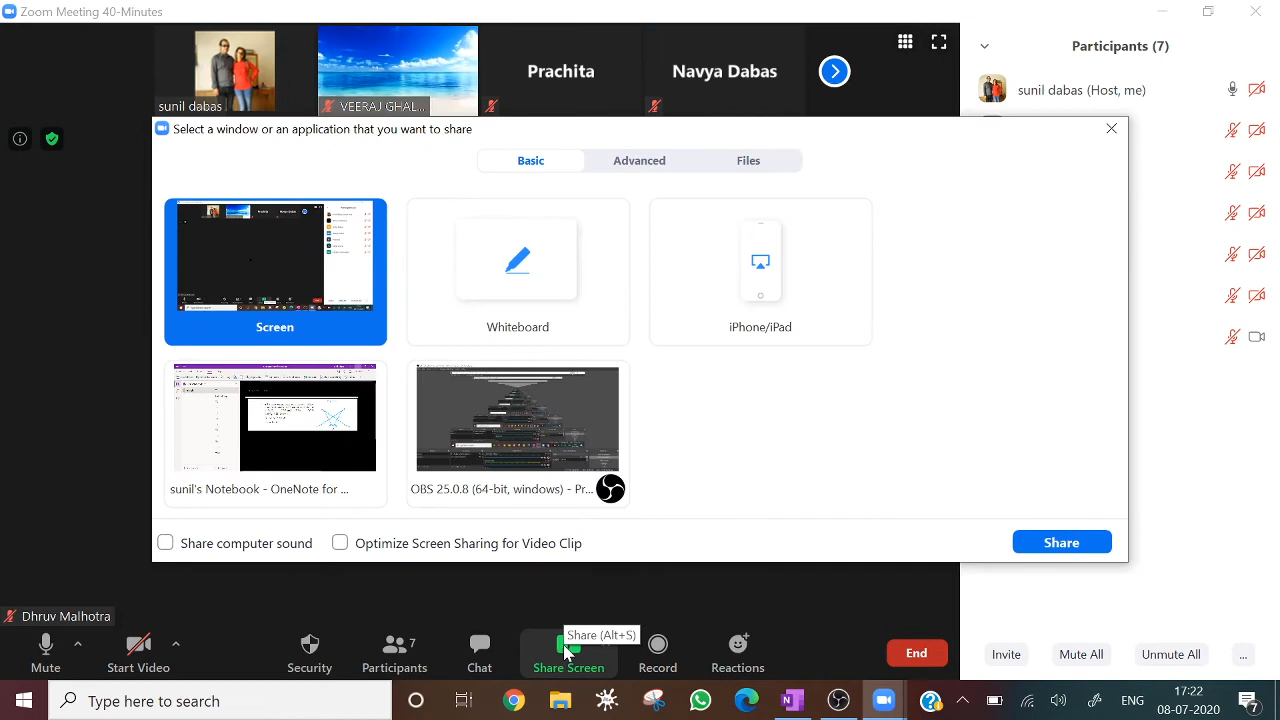 Zoom Meeting 40-Minutes
sunil dabas
VEERAJ GHAL...
Prachita
Navya Dabas
Participants (7)
sunil dabas (Host, me)
Select a window or an application that you want to share
Basic
Advanced
Files
Screen
Whiteboard
iPhone/iPad
sunil's Notebook - OneNote for ...
OBS 25.0.8 (64-bit, windows) - Pr...
Share computer sound
Optimize Screen Sharing for Video Clip
Share
Dhruv Malhotra
Share (Alt+S)
Mute
Start Video
Security
7
Participants
Chat
Share Screen
Record
Reactions
End
Invite
Mute All
Unmute All
...
Type here to search
ENG
17:22
08-07-2020
7